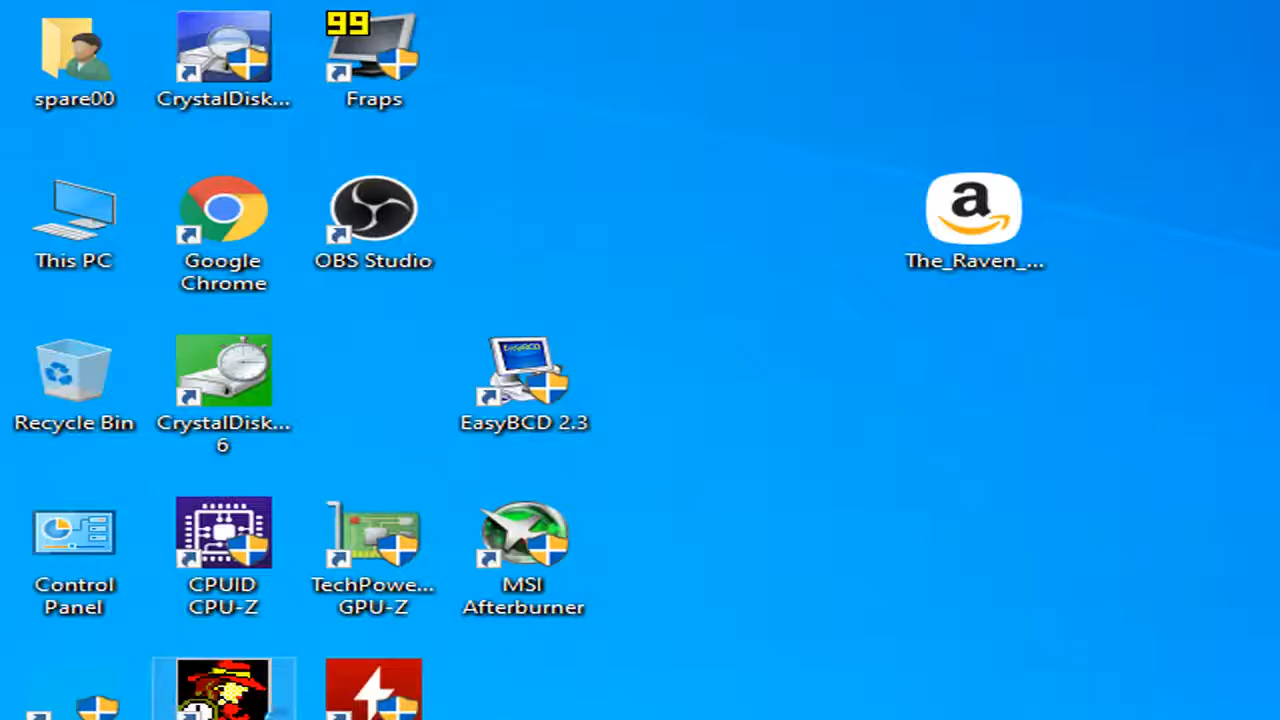 99
spare00
CrystalDisk...
Fraps
a
This PC
Google
Chrome
OBS Studio
The_Raven_...
EasyBCD
Recycle Bin
CrystalDisk...
6
EasyBCD 2.3
Control
Panel
CPUID
CPU-Z
TechPowe...
GPU-Z
MSI
Afterburner